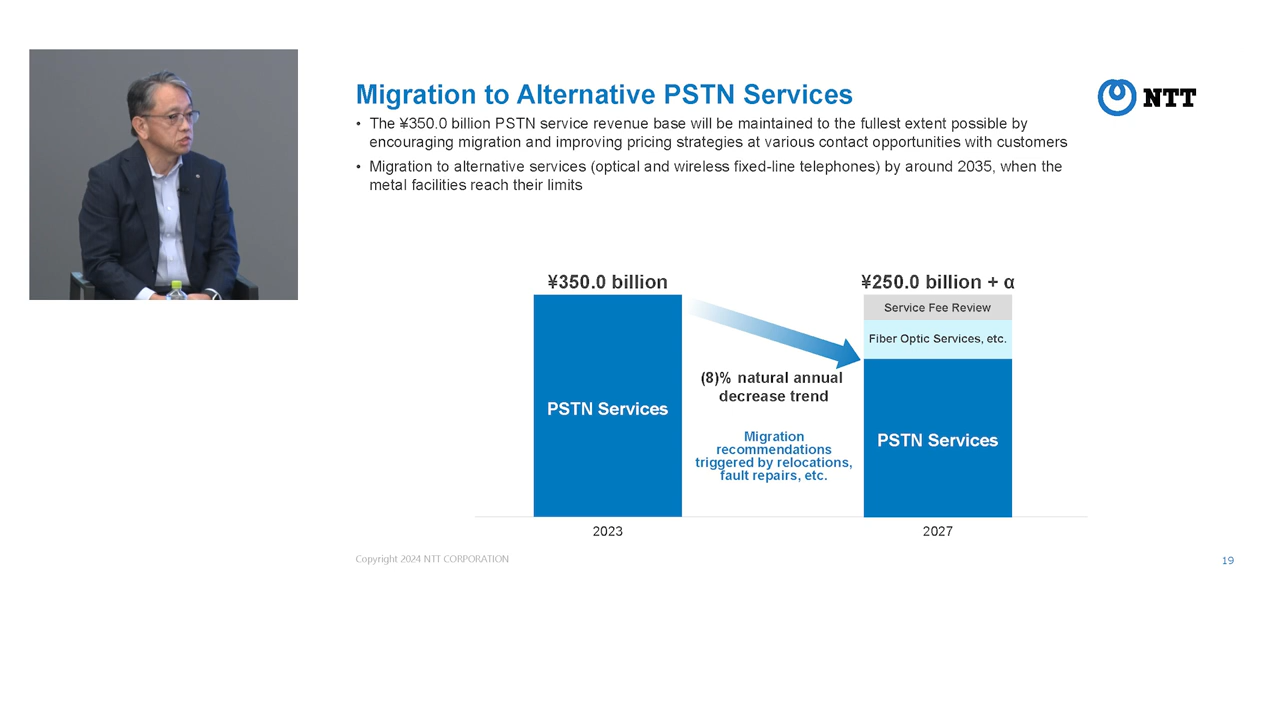 Migration to Alternative PSTN Services
NTT
• The ¥350.0 billion PSTN service revenue base will be maintained to the fullest extent possible by
encouraging migration and improving pricing strategies at various contact opportunities with customers
• Migration to alternative services (optical and wireless fixed-line telephones) by around 2035, when the
metal facilities reach their limits
¥350.0 billion
¥250.0 billion + α
Service Fee Review
Fiber Optic Services, etc.
(8)% natural annual
decrease trend
PSTN Services
Migration
recommendations
triggered by relocations,
fault repairs, etc.
PSTN Services
2023
2027
Copyright 2024 NTT CORPORATION
19